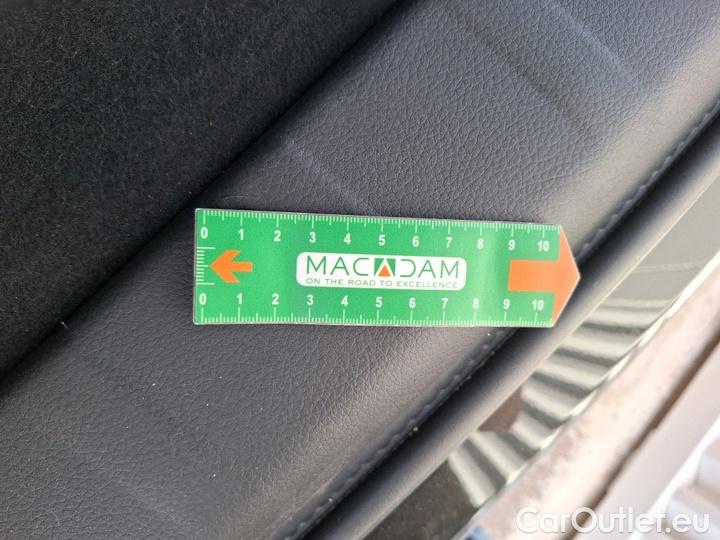 0 1 2 3 4 5 6 7 8 9 10
MACADAM
ON THE ROAD TO EXCELLENCE
0 1 2 3 4 5 6 7 8 9 10
CarOutlet.eu